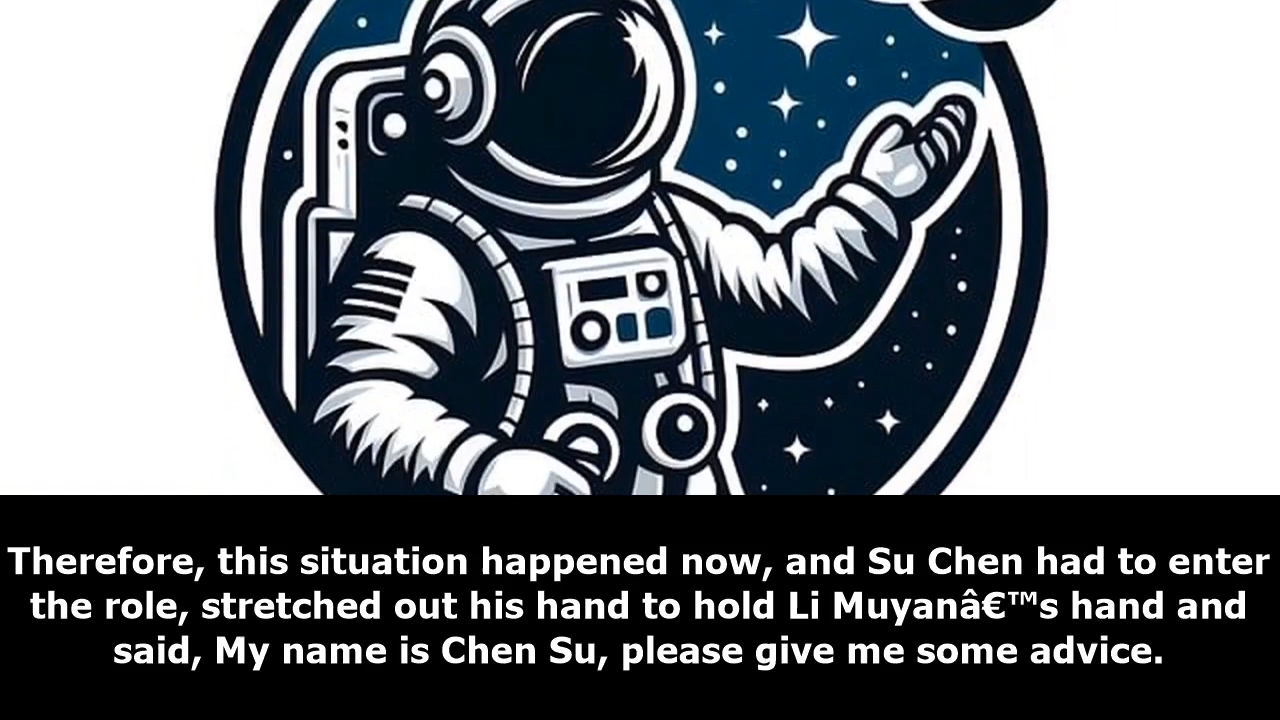 Therefore, this situation happened now, and Su Chen had to enter
the role, stretched out his hand to hold Li Muyanâ€™s hand and
said, My name is Chen Su, please give me some advice.